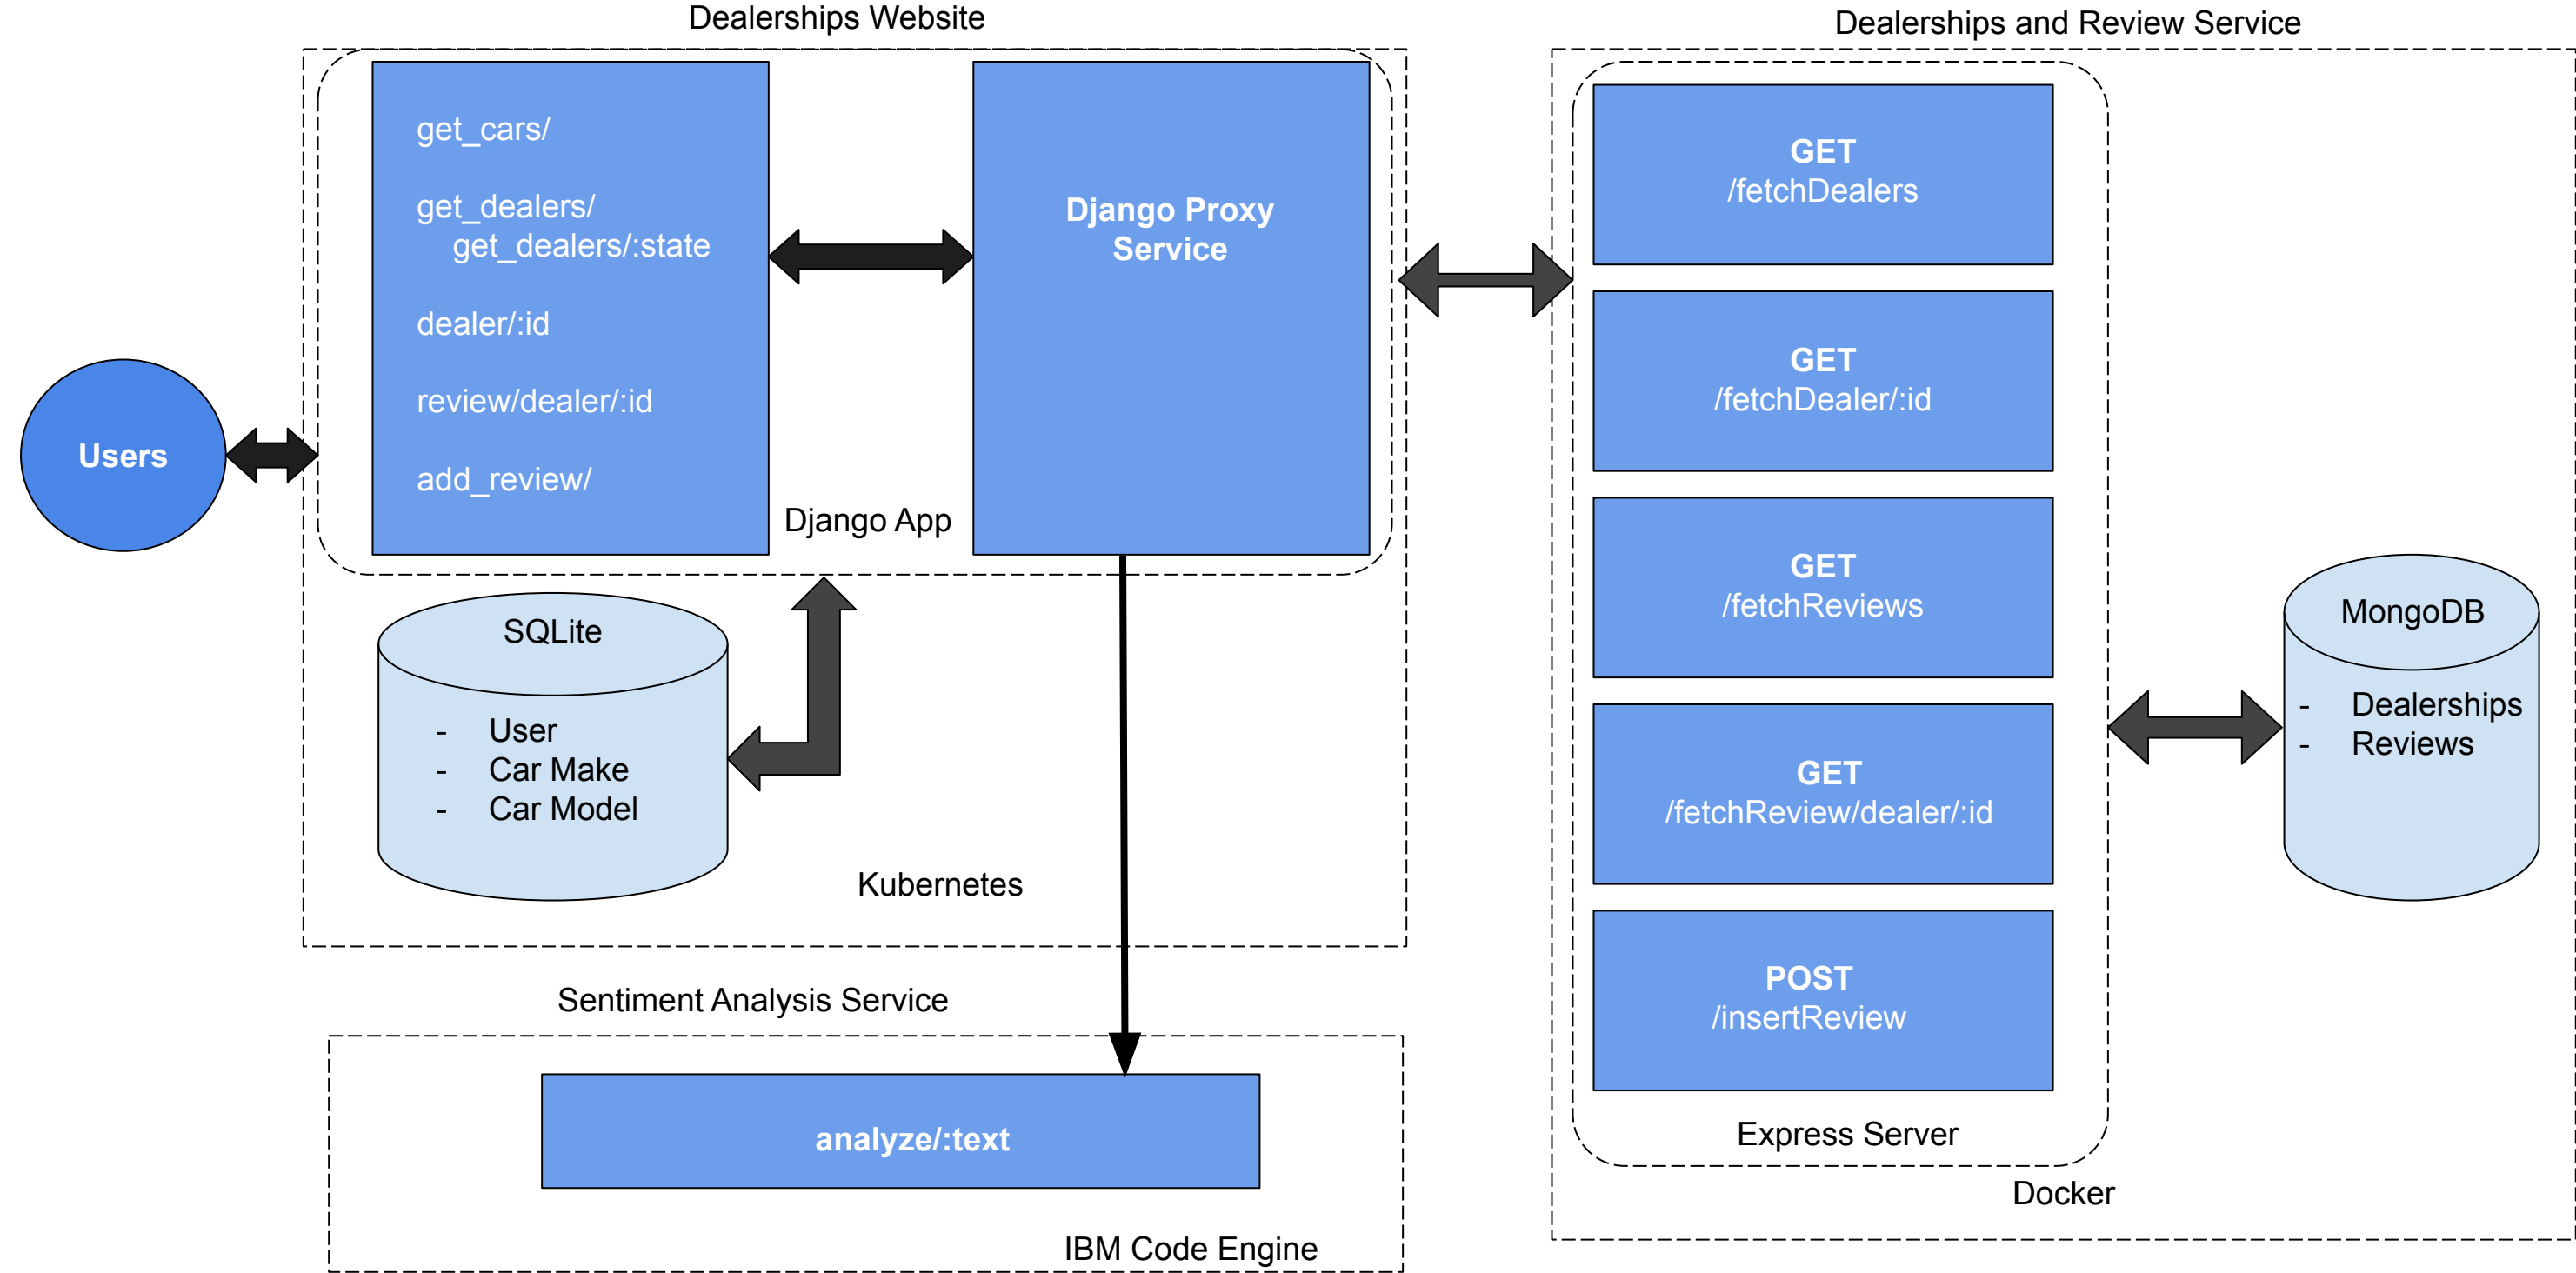 Dealerships Website
get_cars/
get_dealers/
get_dealers/:state
dealer/:id
review/dealer/:id
add_review/
Django Proxy
Service
Django App
Users
SQLite
- User
- Car Make
- Car Model
Kubernetes
Sentiment Analysis Service
analyze/:text
IBM Code Engine
Dealerships and Review Service
GET
/fetchDealers
GET
/fetchDealer/:id
GET
/fetchReviews
GET
/fetchReview/dealer/:id
POST
/insertReview
Express Server
Docker
MongoDB
- Dealerships
- Reviews